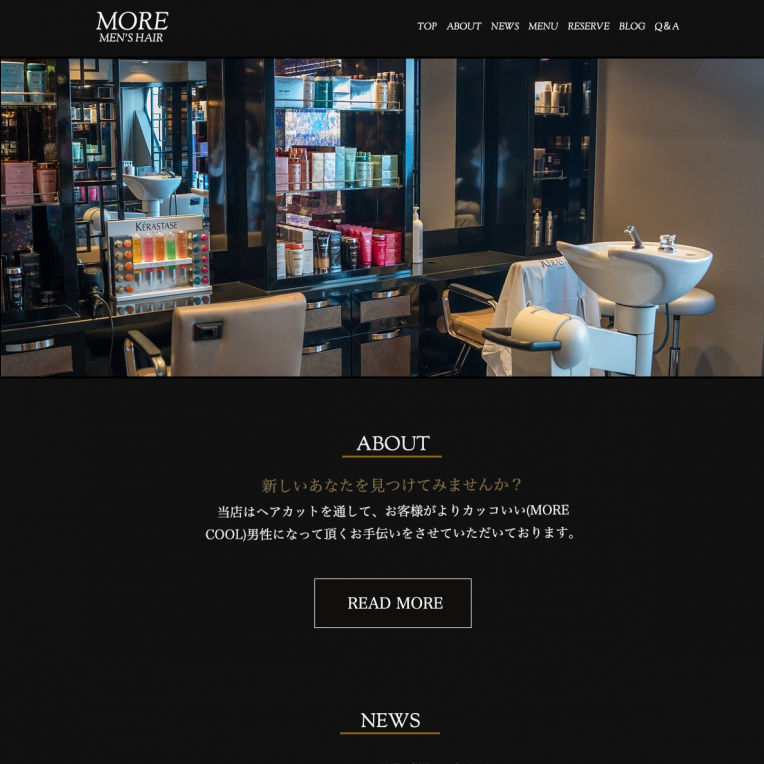 MORE
MEN'S HAIR
TOP ABOUT NEWS MENU RESERVE BLOG Q&A
KÉRASTASE
ABOUT
新しいあなたを見つけてみませんか？
当店はヘアカットを通して、お客様がよりカッコいい(MORE
COOL)男性になって頂くお手伝いをさせていただいております。
READ MORE
NEWS